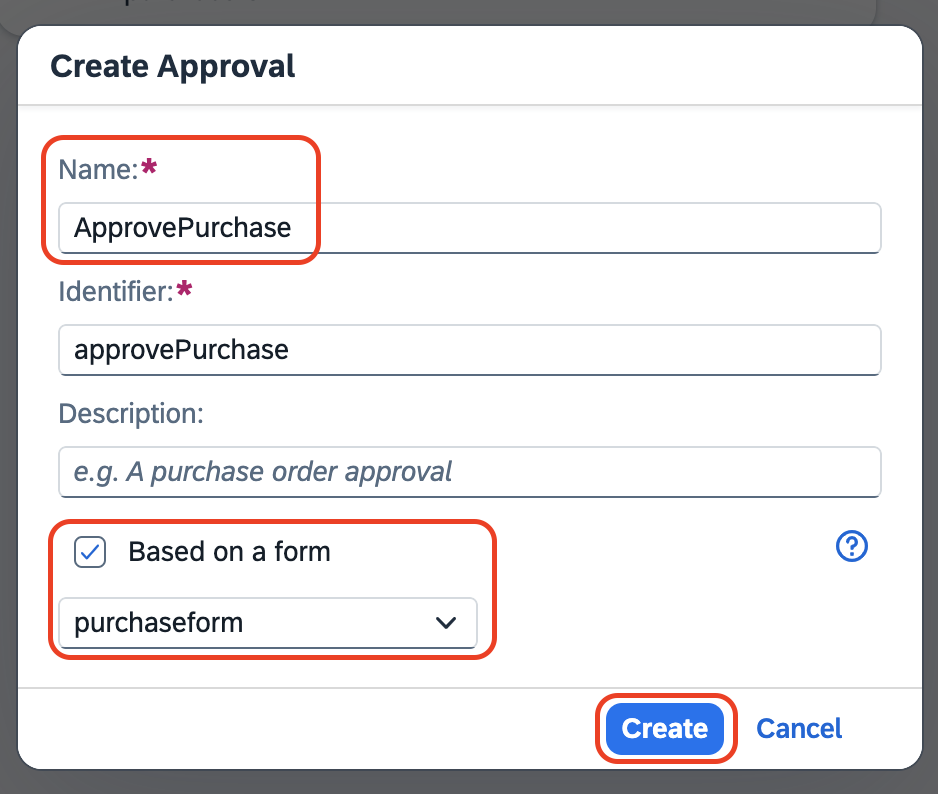 Create Approval
Name:*
ApprovePurchase
Identifier:*
approvePurchase
Description:
e.g. A purchase order approval
Based on a form
purchaseform
Create Cancel